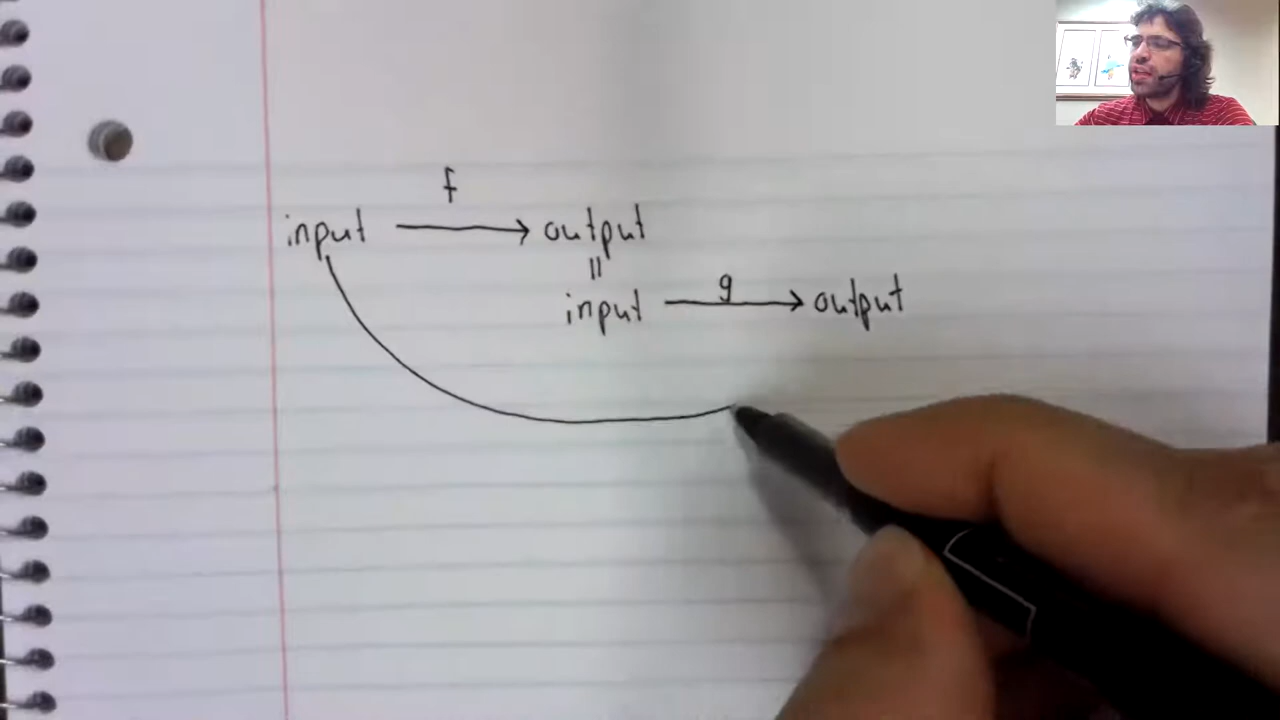 f
input → output
=
input → output
g